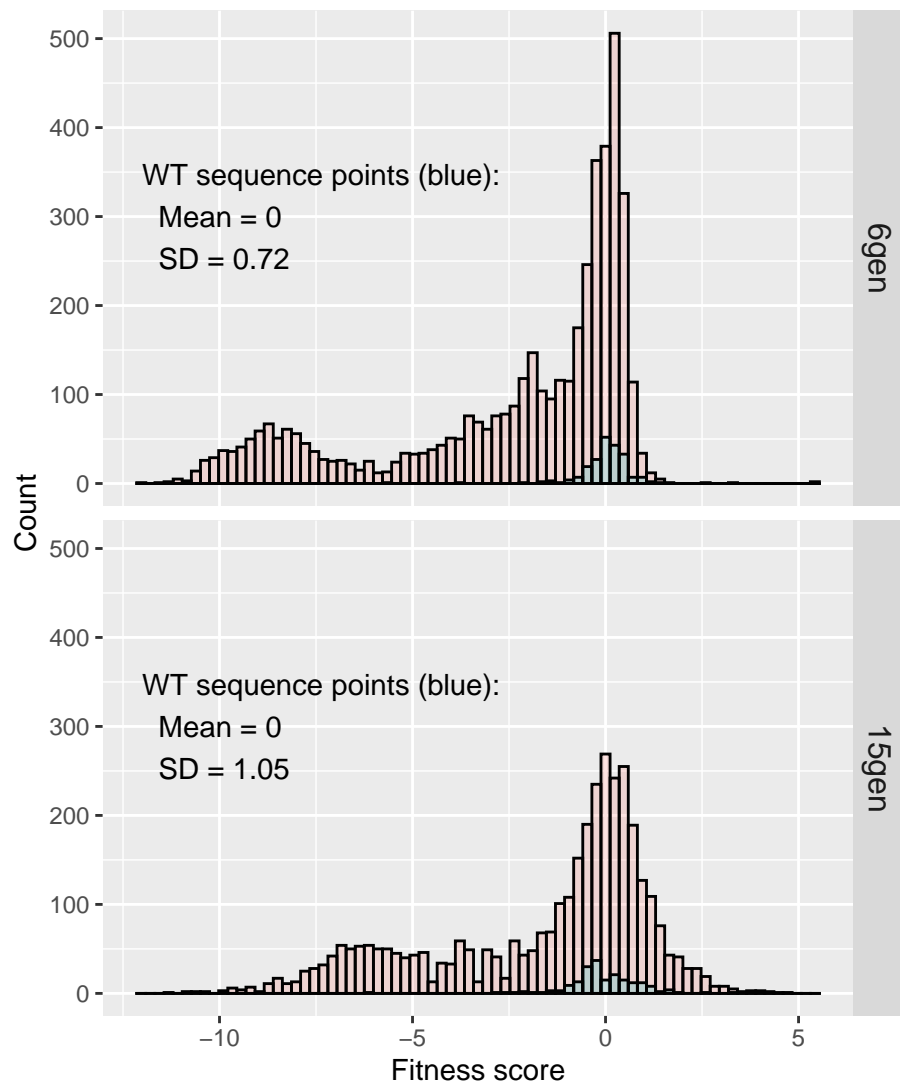 500
400
300
200
100
0
WT sequence points (blue):
Mean = 0
SD = 0.72
6gen
Count
500
400
300
200
100
0
WT sequence points (blue):
Mean = 0
SD = 1.05
15gen
−10
−5
0
5
Fitness score